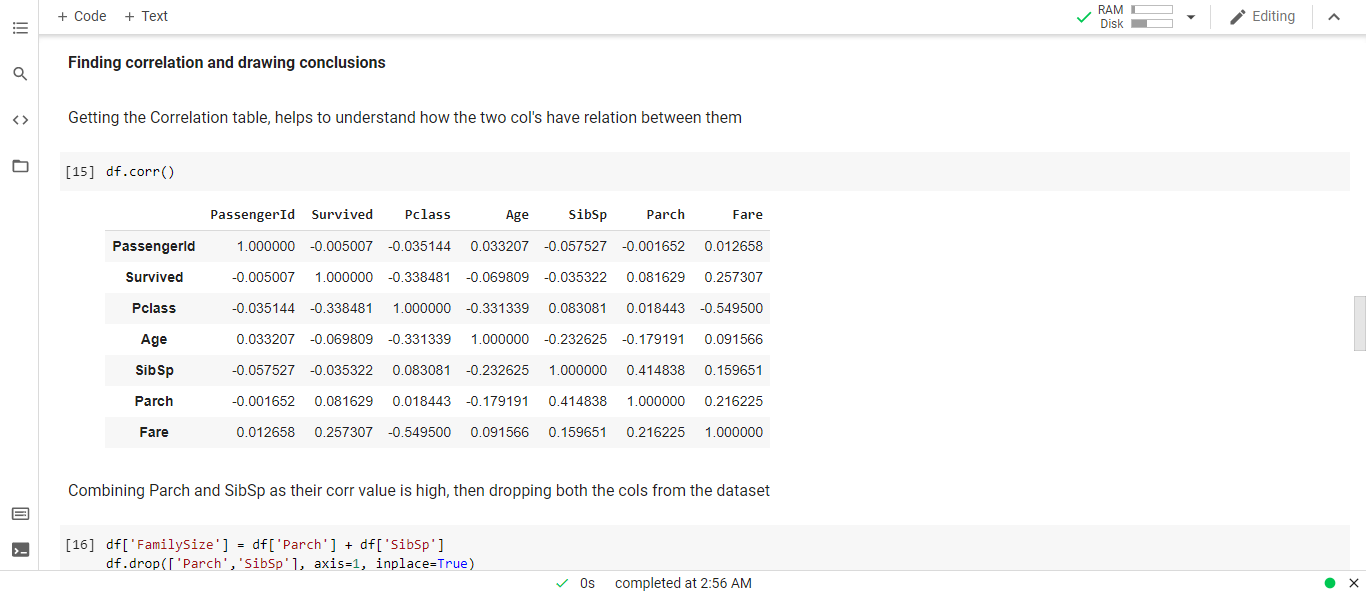 + Code + Text
RAM
Disk
Editing
Finding correlation and drawing conclusions
Getting the Correlation table, helps to understand how the two col's have relation between them
[15] df.corr()
PassengerId Survived Pclass Age SibSp Parch Fare
PassengerId 1.000000 -0.005007 -0.035144 0.033207 -0.057527 -0.001652 0.012658
Survived -0.005007 1.000000 -0.338481 -0.069809 -0.035322 0.081629 0.257307
Pclass -0.035144 -0.338481 1.000000 -0.331339 0.083081 0.018443 -0.549500
Age 0.033207 -0.069809 -0.331339 1.000000 -0.232625 -0.179191 0.091566
SibSp -0.057527 -0.035322 0.083081 -0.232625 1.000000 0.414838 0.159651
Parch -0.001652 0.081629 0.018443 -0.179191 0.414838 1.000000 0.216225
Fare 0.012658 0.257307 -0.549500 0.091566 0.159651 0.216225 1.000000
Combining Parch and SibSp as their corr value is high, then dropping both the cols from the dataset
[16] df['FamilySize'] = df['Parch'] + df['SibSp']
df.drop(['Parch','SibSp'], axis=1, inplace=True)
0s completed at 2:56 AM